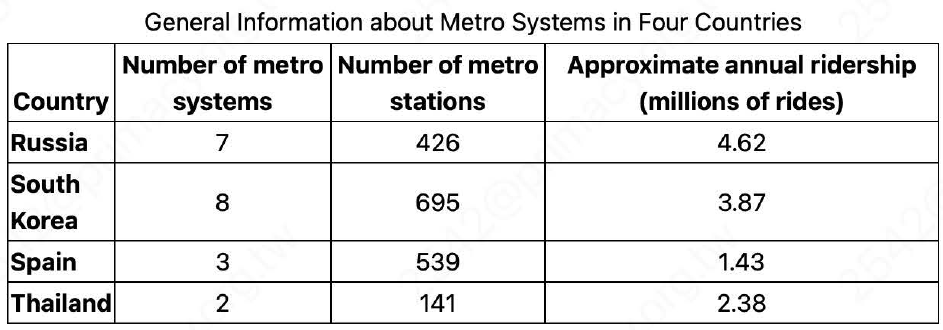 General Information about Metro Systems in Four Countries
Country Number of metro systems Number of metro stations Approximate annual ridership (millions of rides)
Russia 7 426 4.62
South Korea 8 695 3.87
Spain 3 539 1.43
Thailand 2 141 2.38